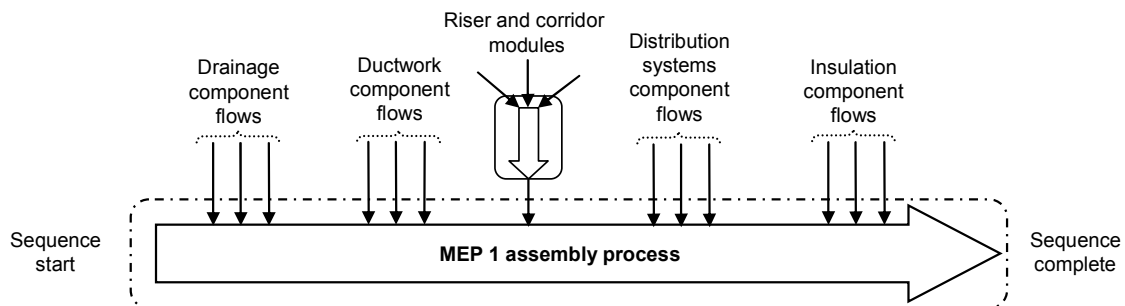 Riser and corridor
modules
Drainage
component
flows
Ductwork
component
flows
Distribution
systems
component
flows
Insulation
component
flows
Sequence
start
MEP 1 assembly process
Sequence
complete